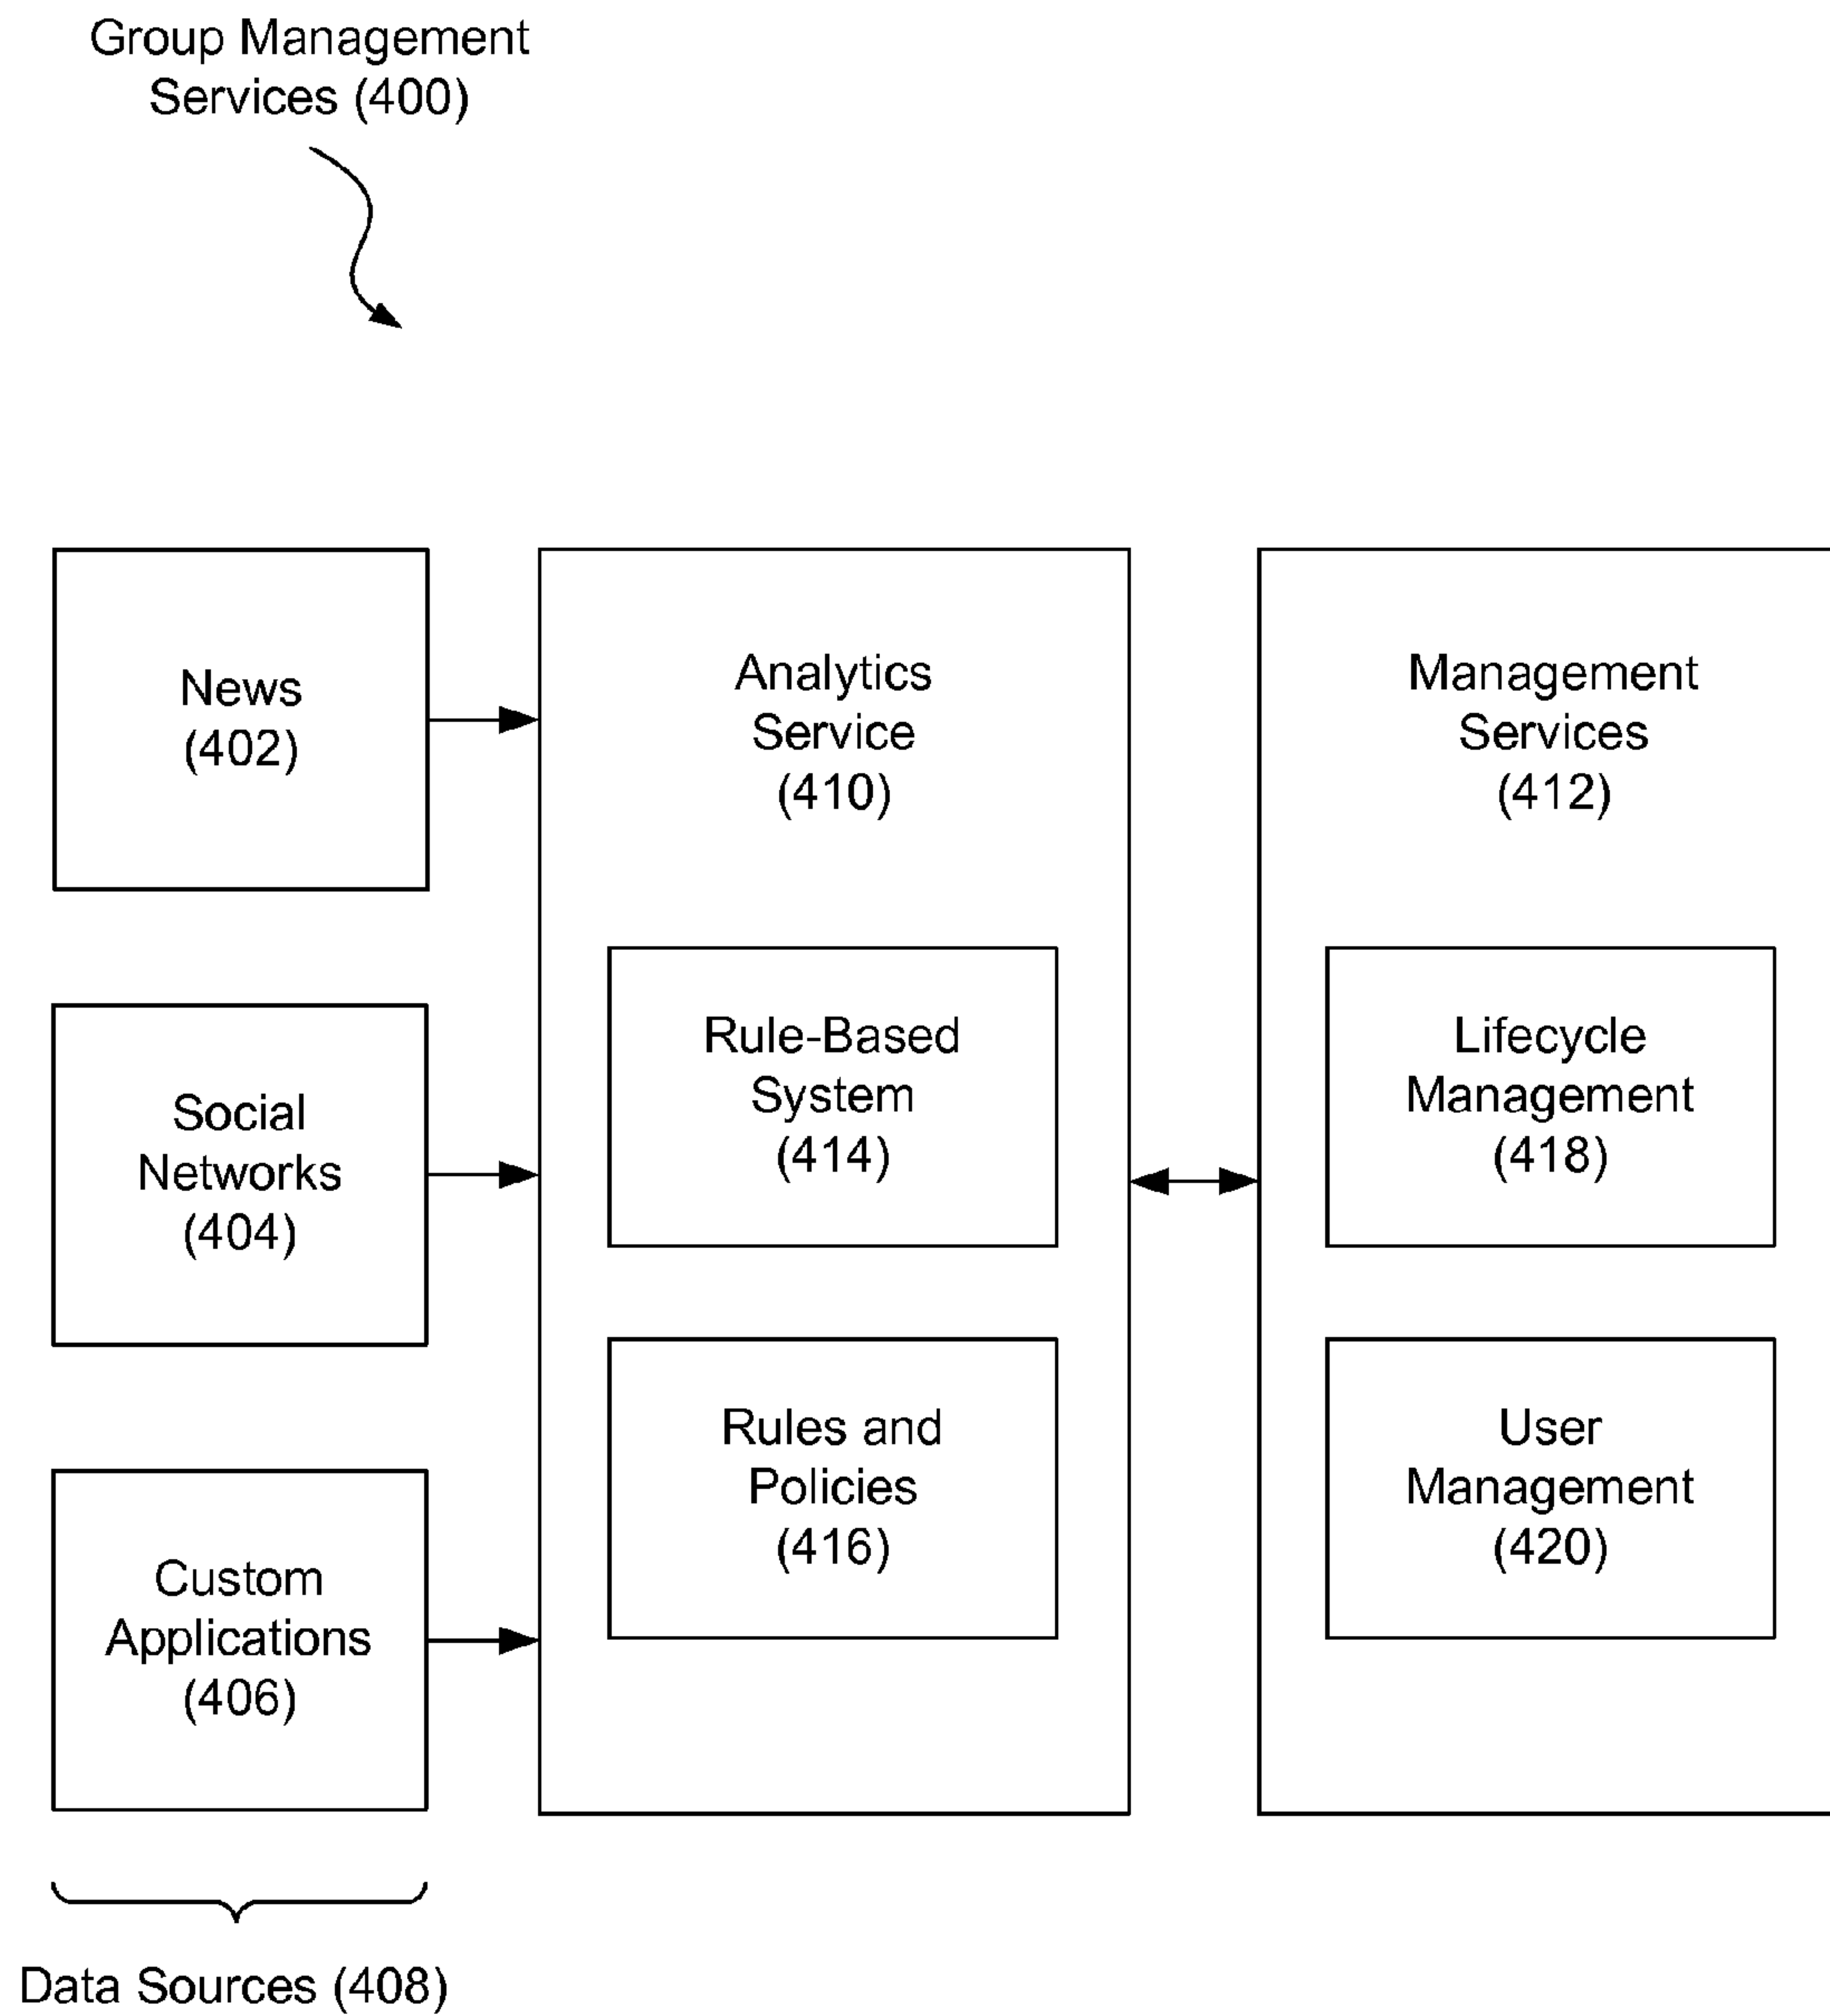 Group Management
Services (400)
News
(402)
Social
Networks
(404)
Custom
Applications
(406)
Data Sources (408)
Analytics
Service
(410)
Rule-Based
System
(414)
Rules and
Policies
(416)
Management
Services
(412)
Lifecycle
Management
(418)
User
Management
(420)